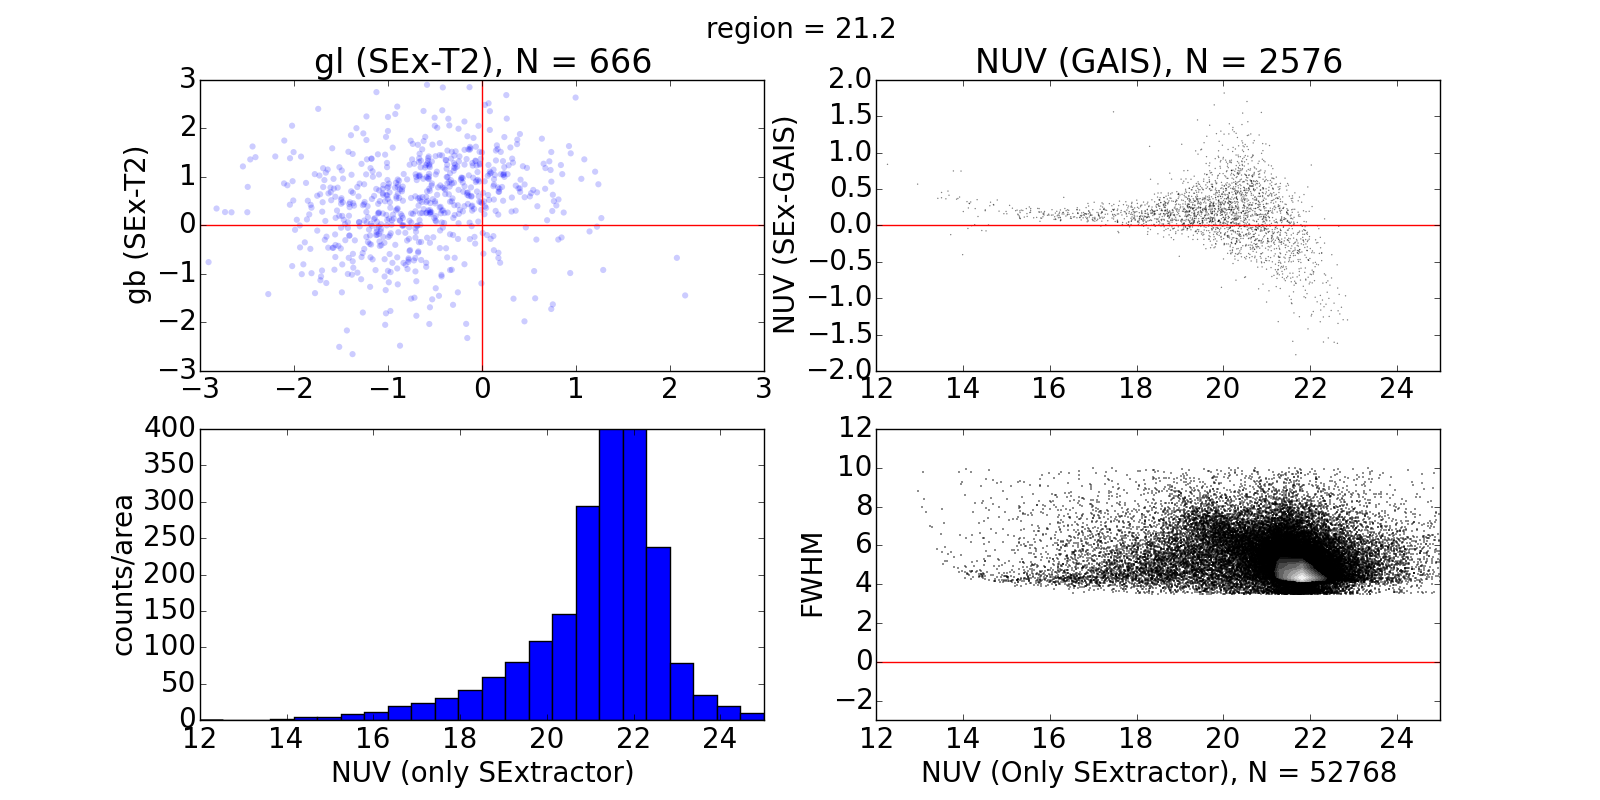 region = 21.2
gl (SEx-T2), N = 666
NUV (GAIS), N = 2576
3
2
1
0
−1
−2
−3
gb (SEx-T2)
−3 −2 −1 0 1 2 3
2.0
1.5
1.0
0.5
0.0
−0.5
−1.0
−1.5
−2.0
NUV (SEx-GAIS)
12 14 16 18 20 22 24
400
350
300
250
200
150
100
50
0
counts/area
12 14 16 18 20 22 24
NUV (only SExtractor)
12
10
8
6
4
2
0
−2
FWHM
12 14 16 18 20 22 24
NUV (Only SExtractor), N = 52768